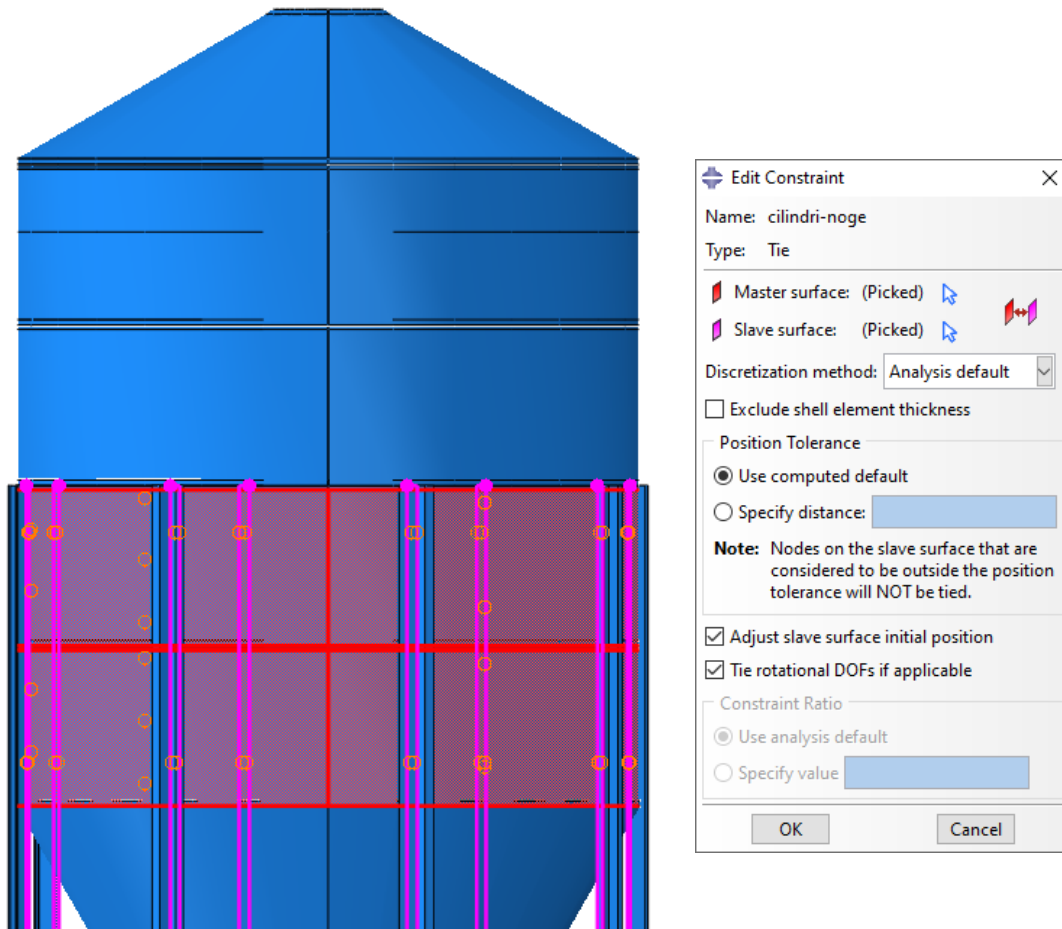 Edit Constraint
Name: cilindri-noge
Type: Tie
Master surface: (Picked)
Slave surface: (Picked)
Discretization method: Analysis default
Exclude shell element thickness
Position Tolerance
Use computed default
Specify distance:
Note: Nodes on the slave surface that are
considered to be outside the position
tolerance will NOT be tied.
Adjust slave surface initial position
Tie rotational DOFs if applicable
Constraint Ratio
Use analysis default
Specify value
OK Cancel